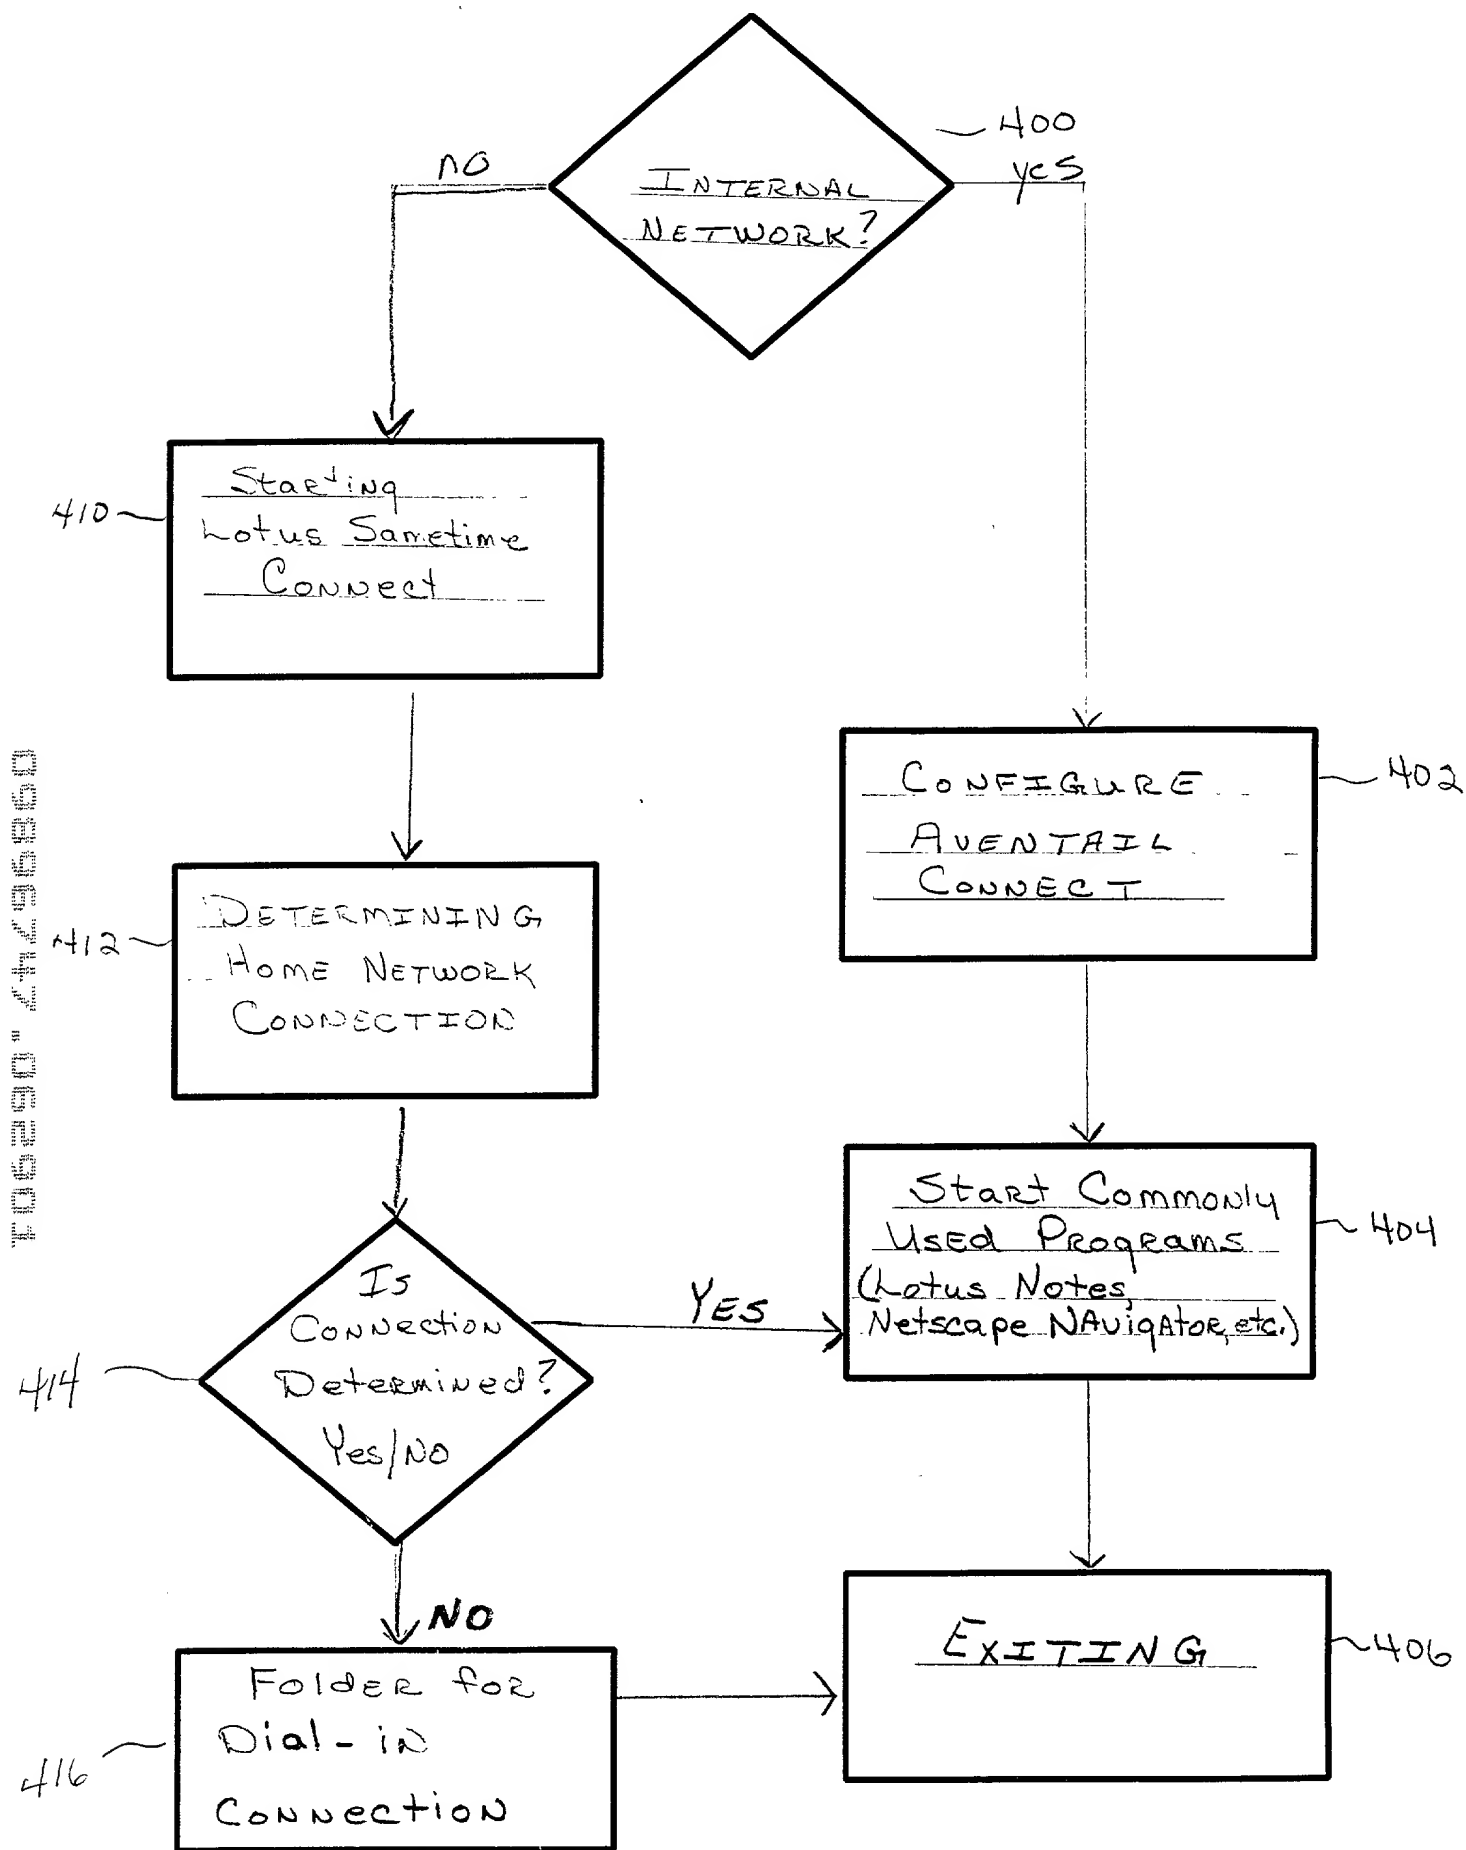 400
no
yes
INTERNAL
NETWORK?
Starting
Lotus Sametime
Connect
410
CONFIGURE
AVENTAIL
CONNECT
402
DETERMINING
HOME NETWORK
CONNECTION
412
Start Commonly
Used Programs
(Lotus Notes,
Netscape NAvigAtor, etc.)
404
Is
Connection
Determined?
Yes/No
YES
414
NO
EXITING
406
FOLDER for
Dial-in
Connection
416
09895747.062901